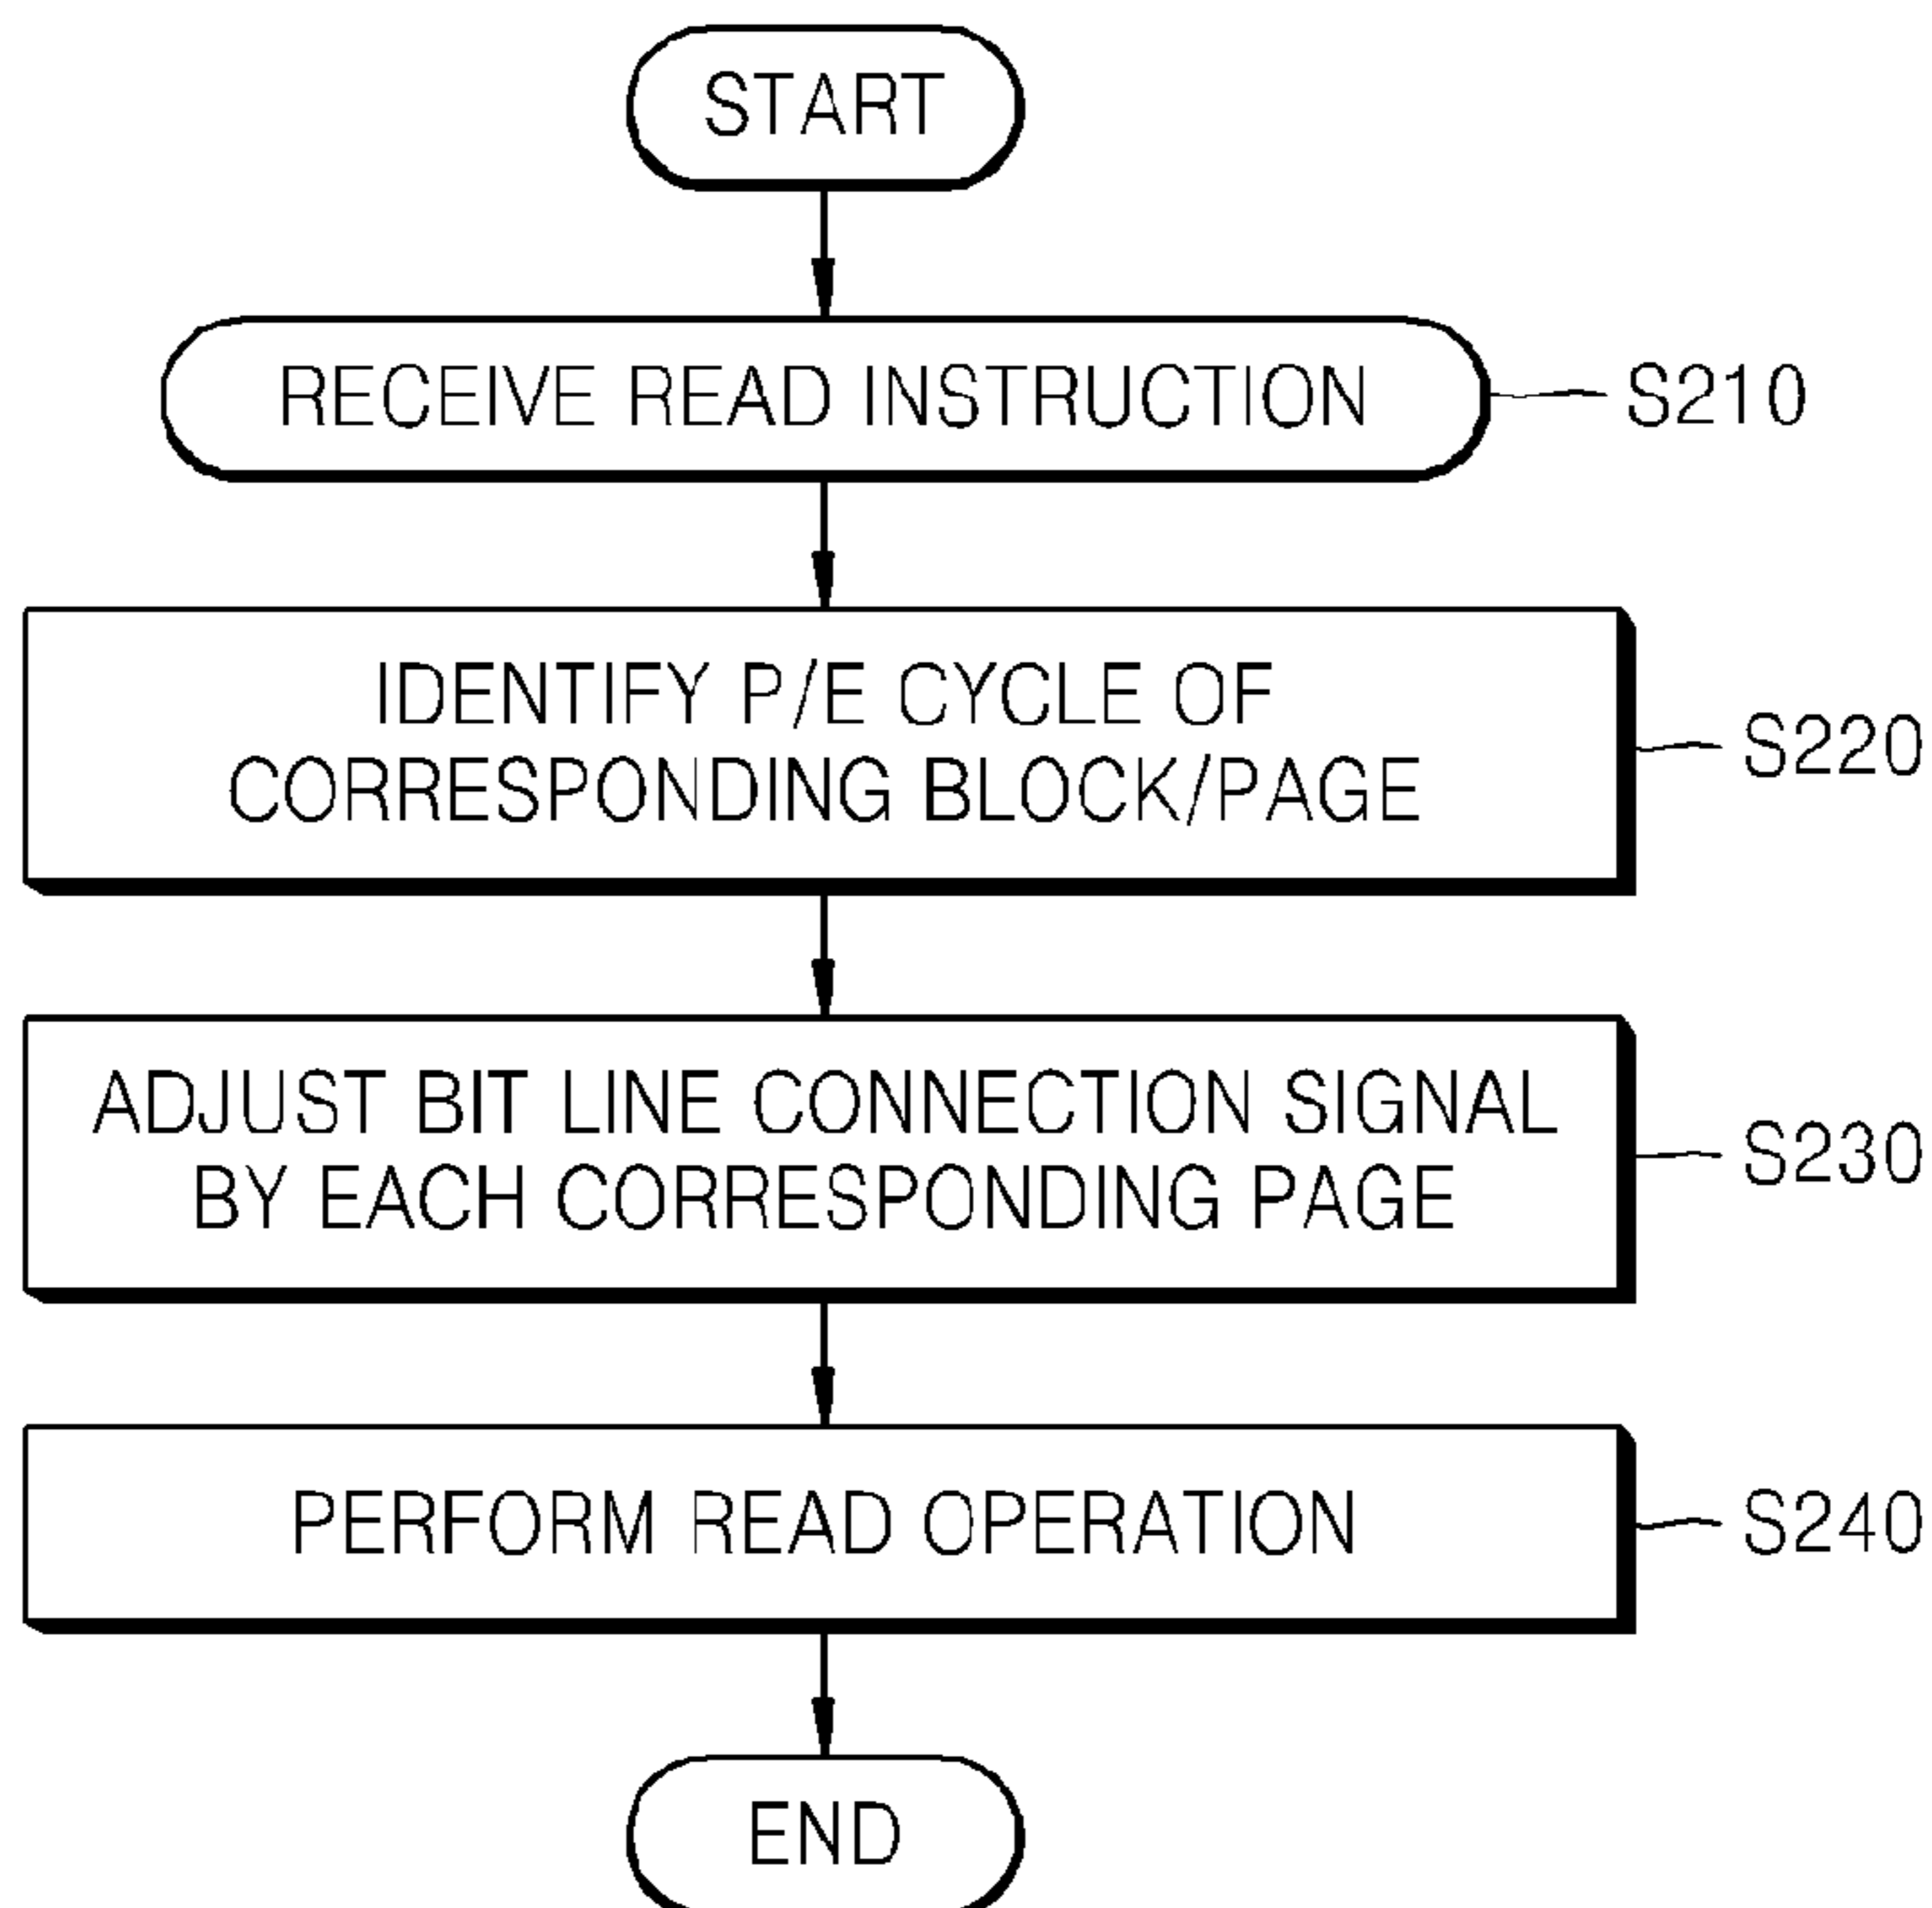 START
RECEIVE READ INSTRUCTION
S210
IDENTIFY P/E CYCLE OF
CORRESPONDING BLOCK/PAGE
S220
ADJUST BIT LINE CONNECTION SIGNAL
BY EACH CORRESPONDING PAGE
S230
PERFORM READ OPERATION
S240
END